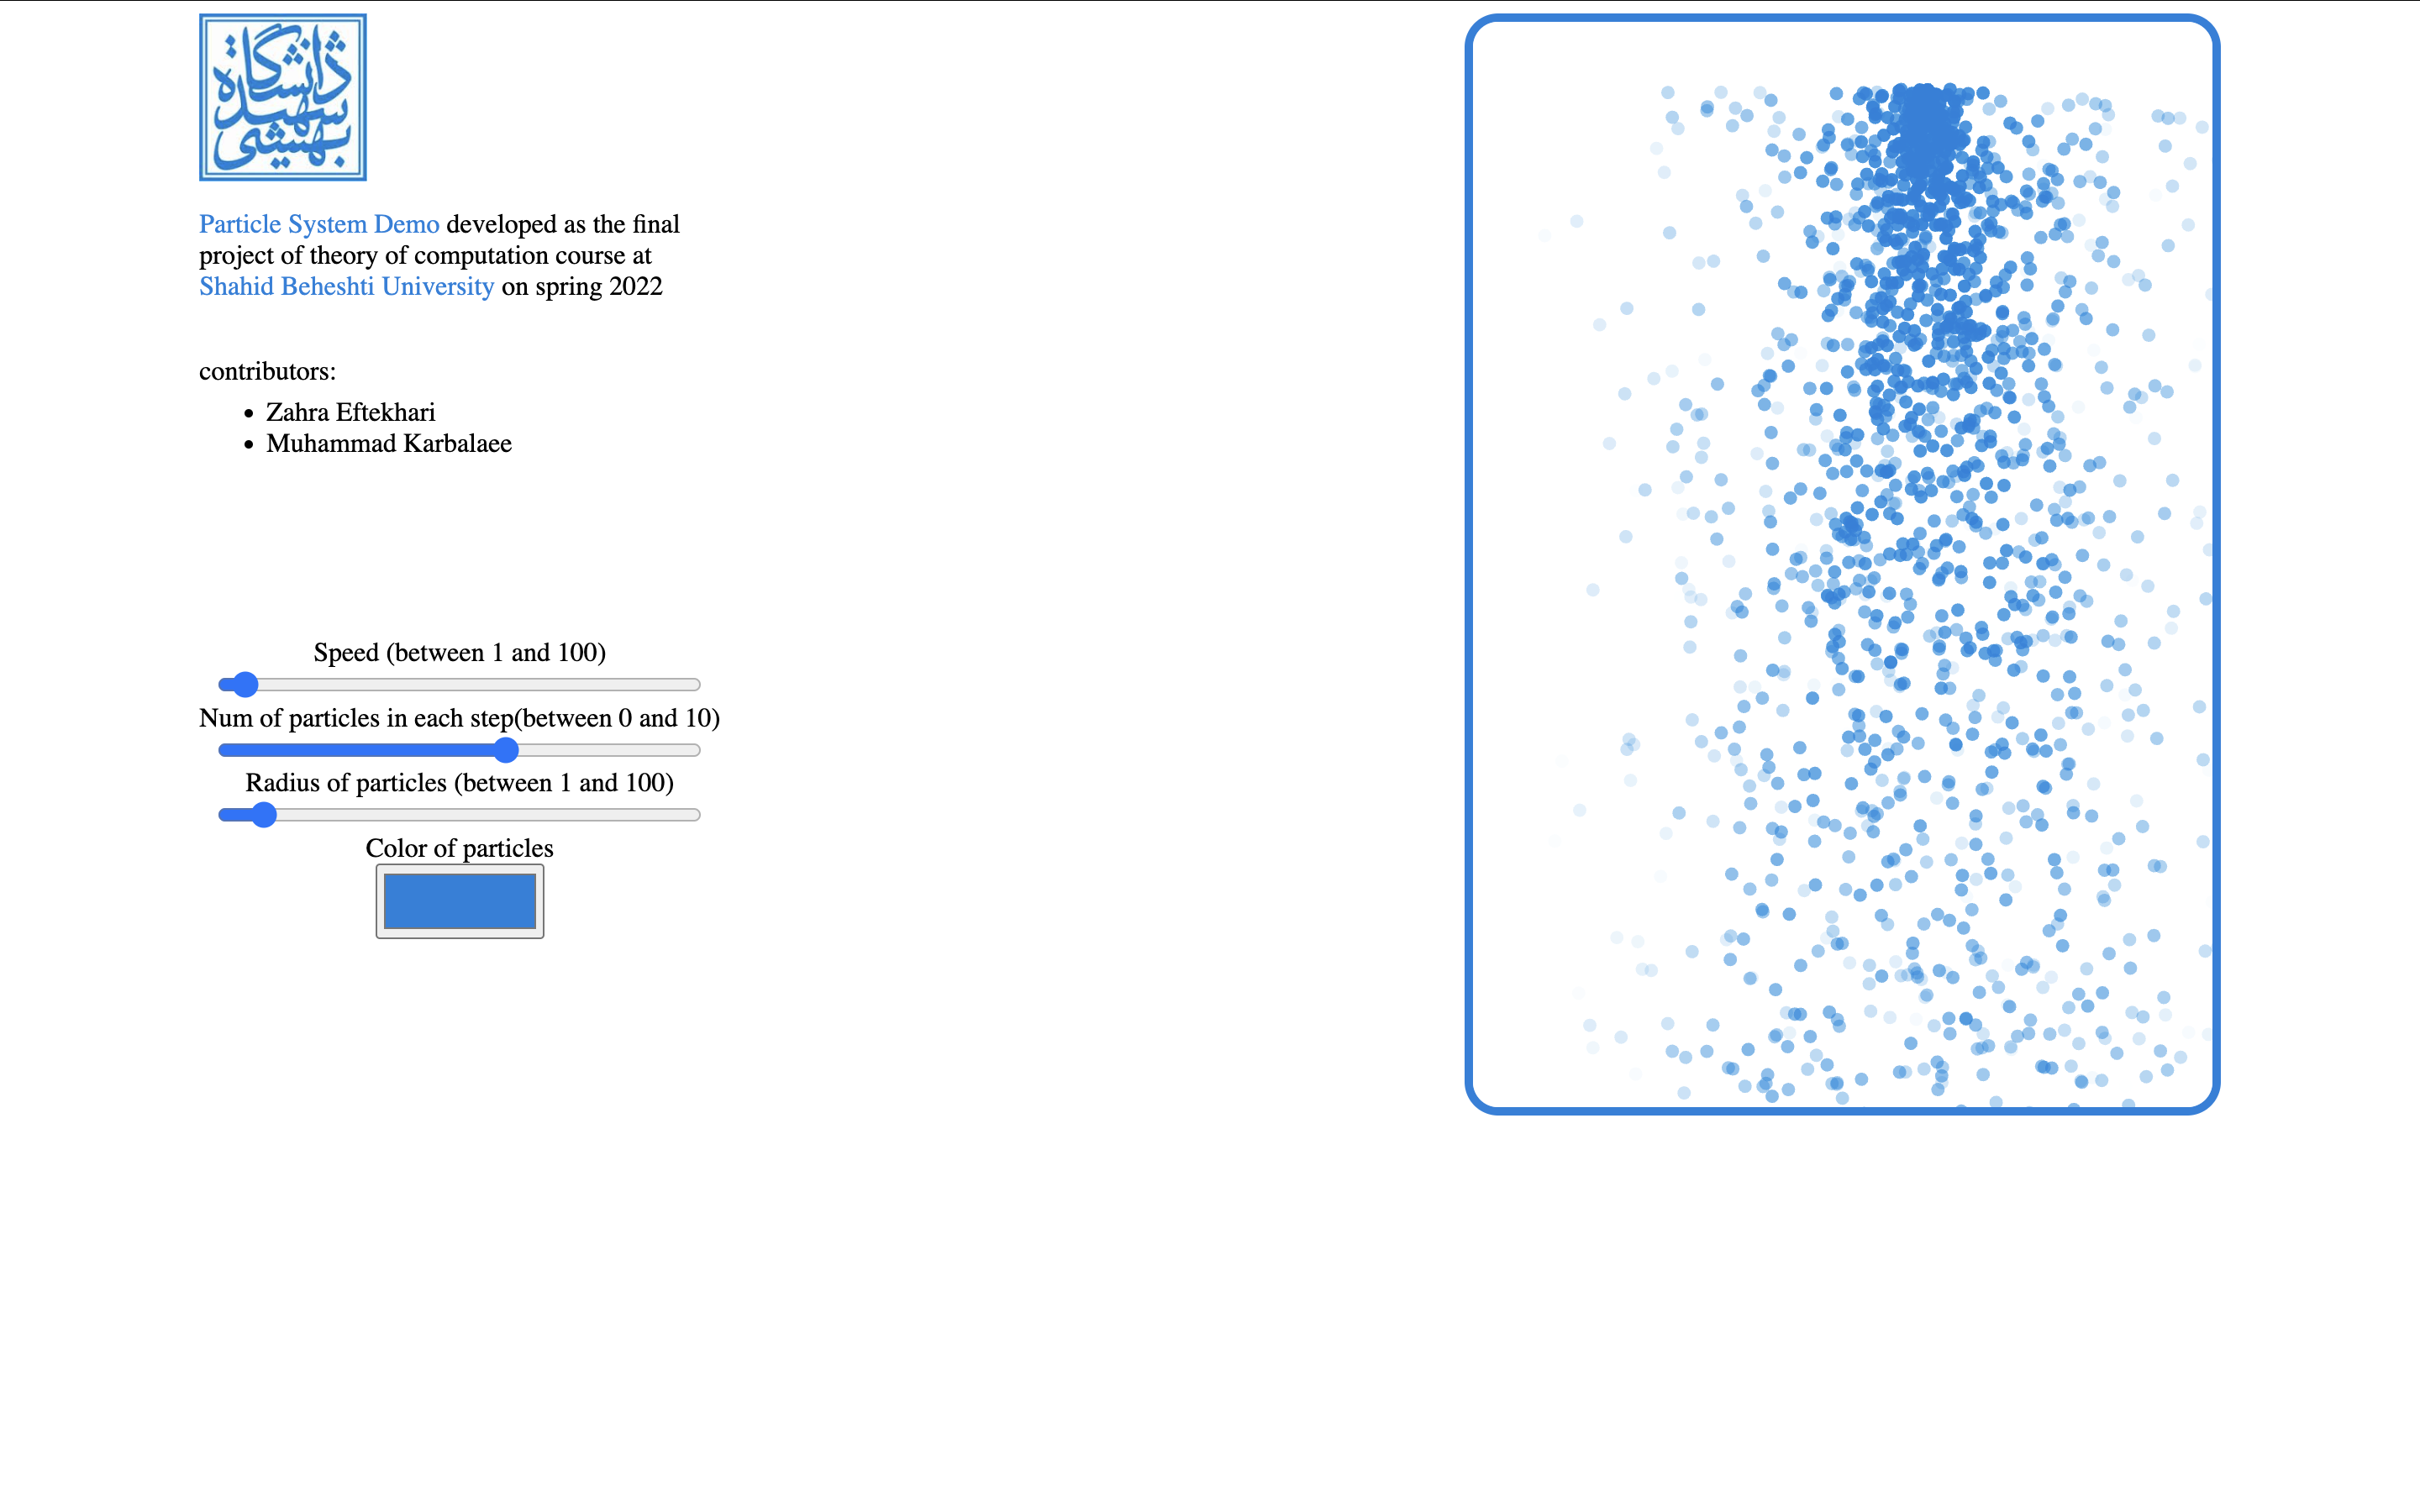 دانشگاه
شهید
بهشتی
Particle System Demo developed as the final
project of theory of computation course at
Shahid Beheshti University on spring 2022
contributors:
• Zahra Eftekhari
• Muhammad Karbalaee
Speed (between 1 and 100)
Num of particles in each step(between 0 and 10)
Radius of particles (between 1 and 100)
Color of particles